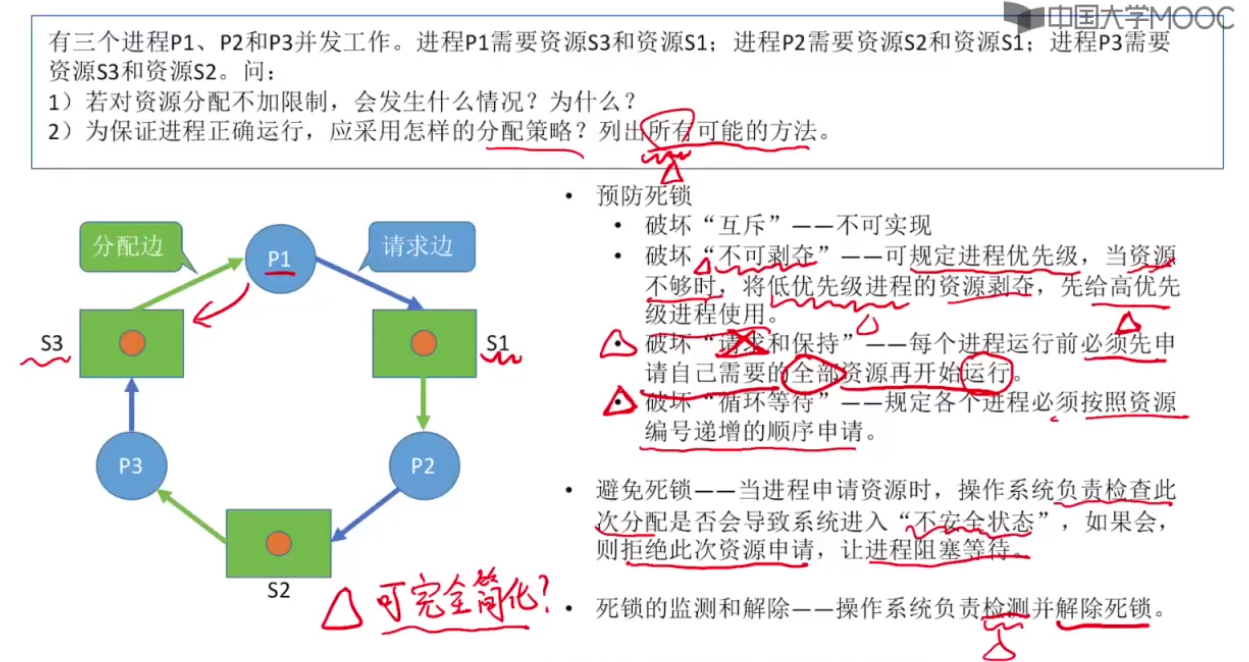 中国大学MOOC
有三个进程P1、P2和P3并发工作。进程P1需要资源S3和资源S1；进程P2需要资源S2和资源S1；进程P3需要
资源S3和资源S2。问：
1）若对资源分配不加限制，会发生什么情况？为什么？
2）为保证进程正确运行，应采用怎样的分配策略？列出所有可能的方法。
分配边
P1
请求边
S3
S1
P3
P2
S2
可完全简化？
• 预防死锁
• 破坏“互斥”——不可实现
• 破坏“不可剥夺”——可规定进程优先级，当资源
不够时，将低优先级进程的资源剥夺，先给高优先
级进程使用。
• 破坏“请求和保持”——每个进程运行前必须先申
请自己需要的全部资源再开始运行。
• 破坏“循环等待”——规定各个进程必须按照资源
编号递增的顺序申请。
• 避免死锁——当进程申请资源时，操作系统负责检查此
次分配是否会导致系统进入“不安全状态”，如果会，
则拒绝此次资源申请，让进程阻塞等待。
• 死锁的监测和解除——操作系统负责检测并解除死锁。